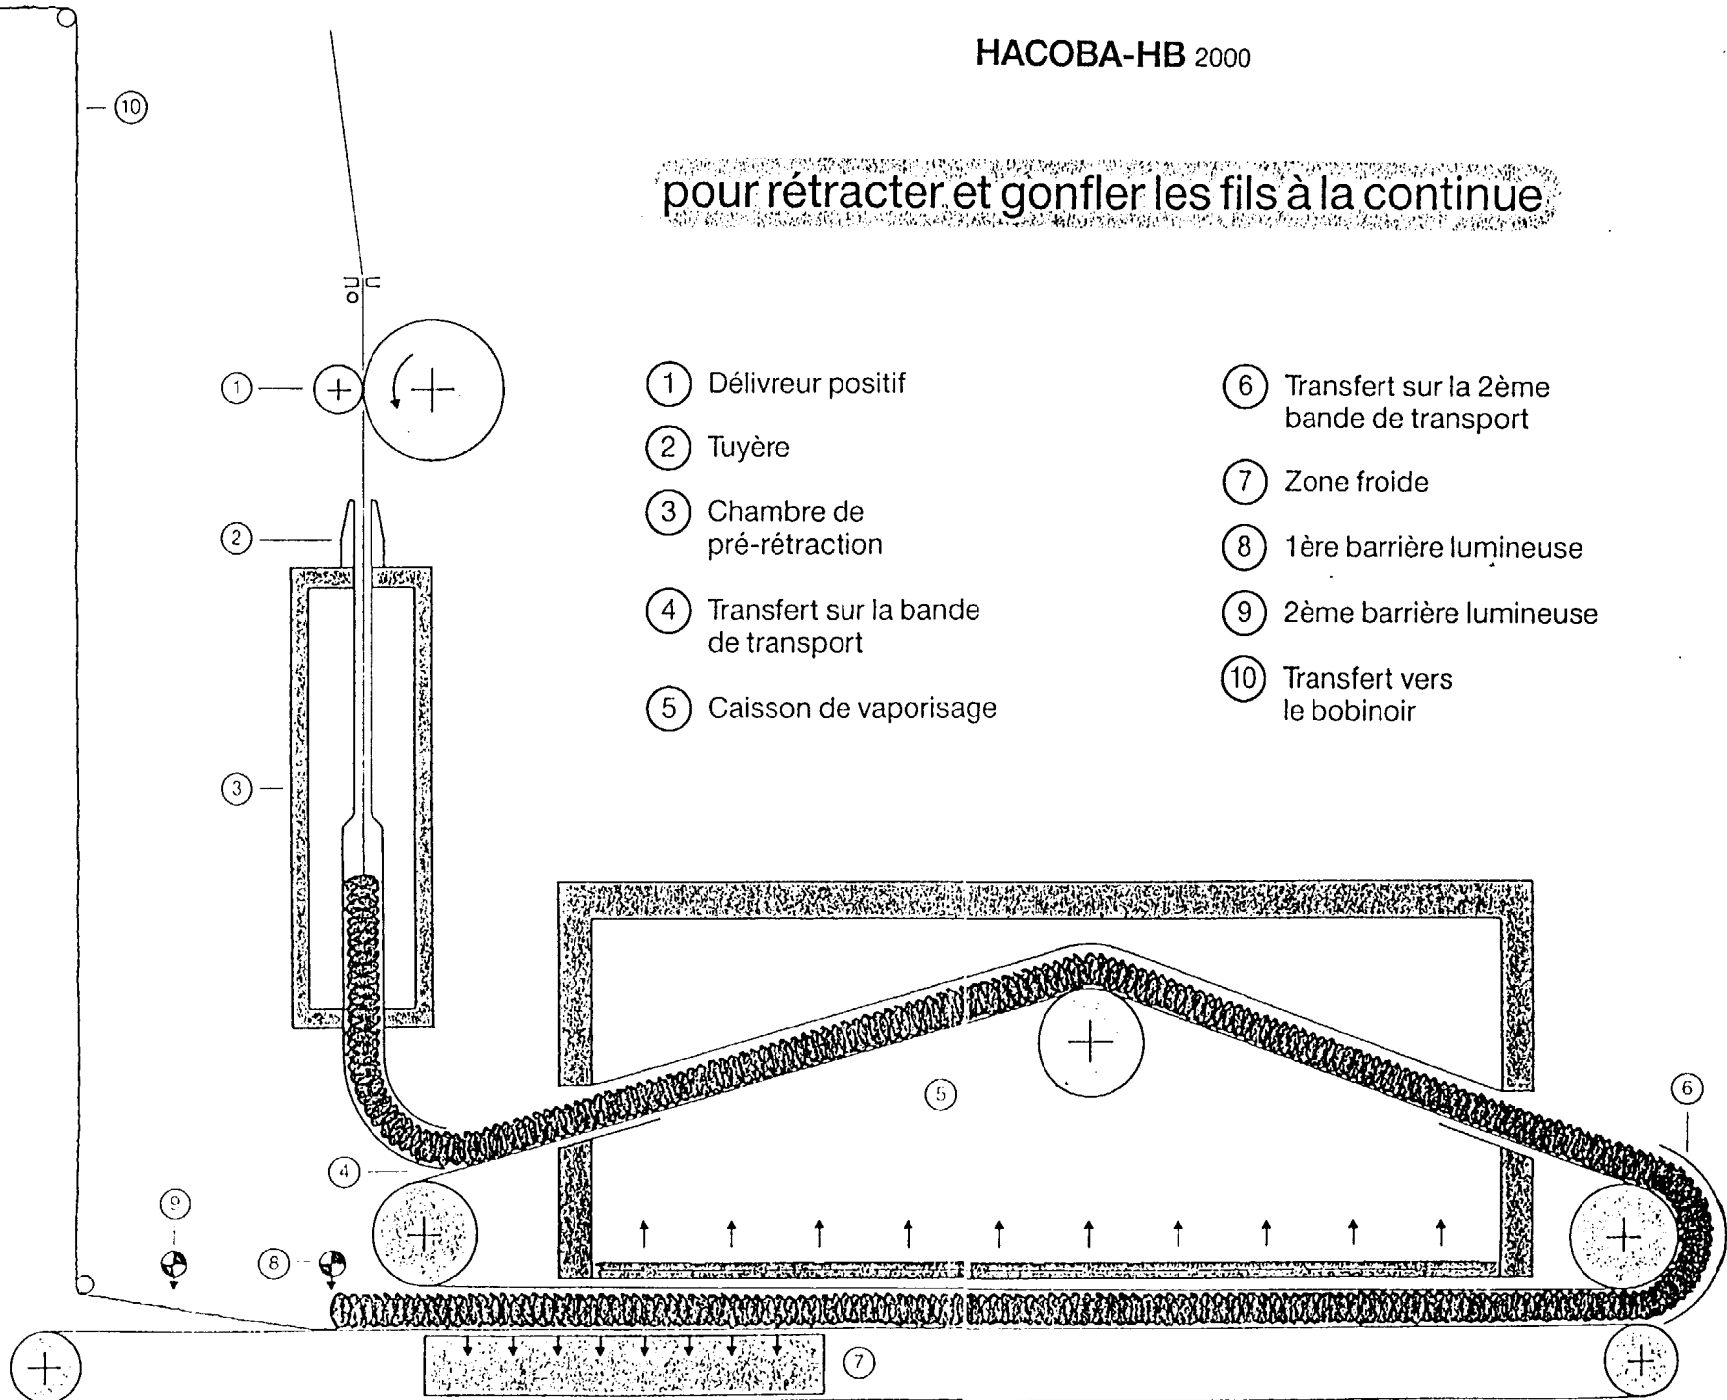 HACOBA-HB 2000
pour rétracter et gonfler les fils à la continue
1 Délivreur positif
2 Tuyère
3 Chambre de
pré-rétraction
4 Transfert sur la bande
de transport
5 Caisson de vaporisage
6 Transfert sur la 2ème
bande de transport
7 Zone froide
8 1ère barrière lumineuse
9 2ème barrière lumineuse
10 Transfert vers
le bobinoir
10
1
2
3
4
5
6
9
8
7